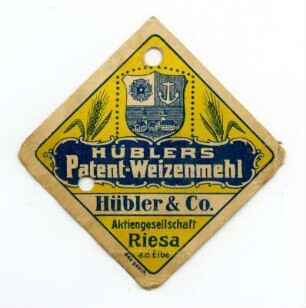 HÜBLERS
Patent-Weizenmehl
Hübler & Co.
Aktiengesellschaft
Riesa
a.d. Elbe